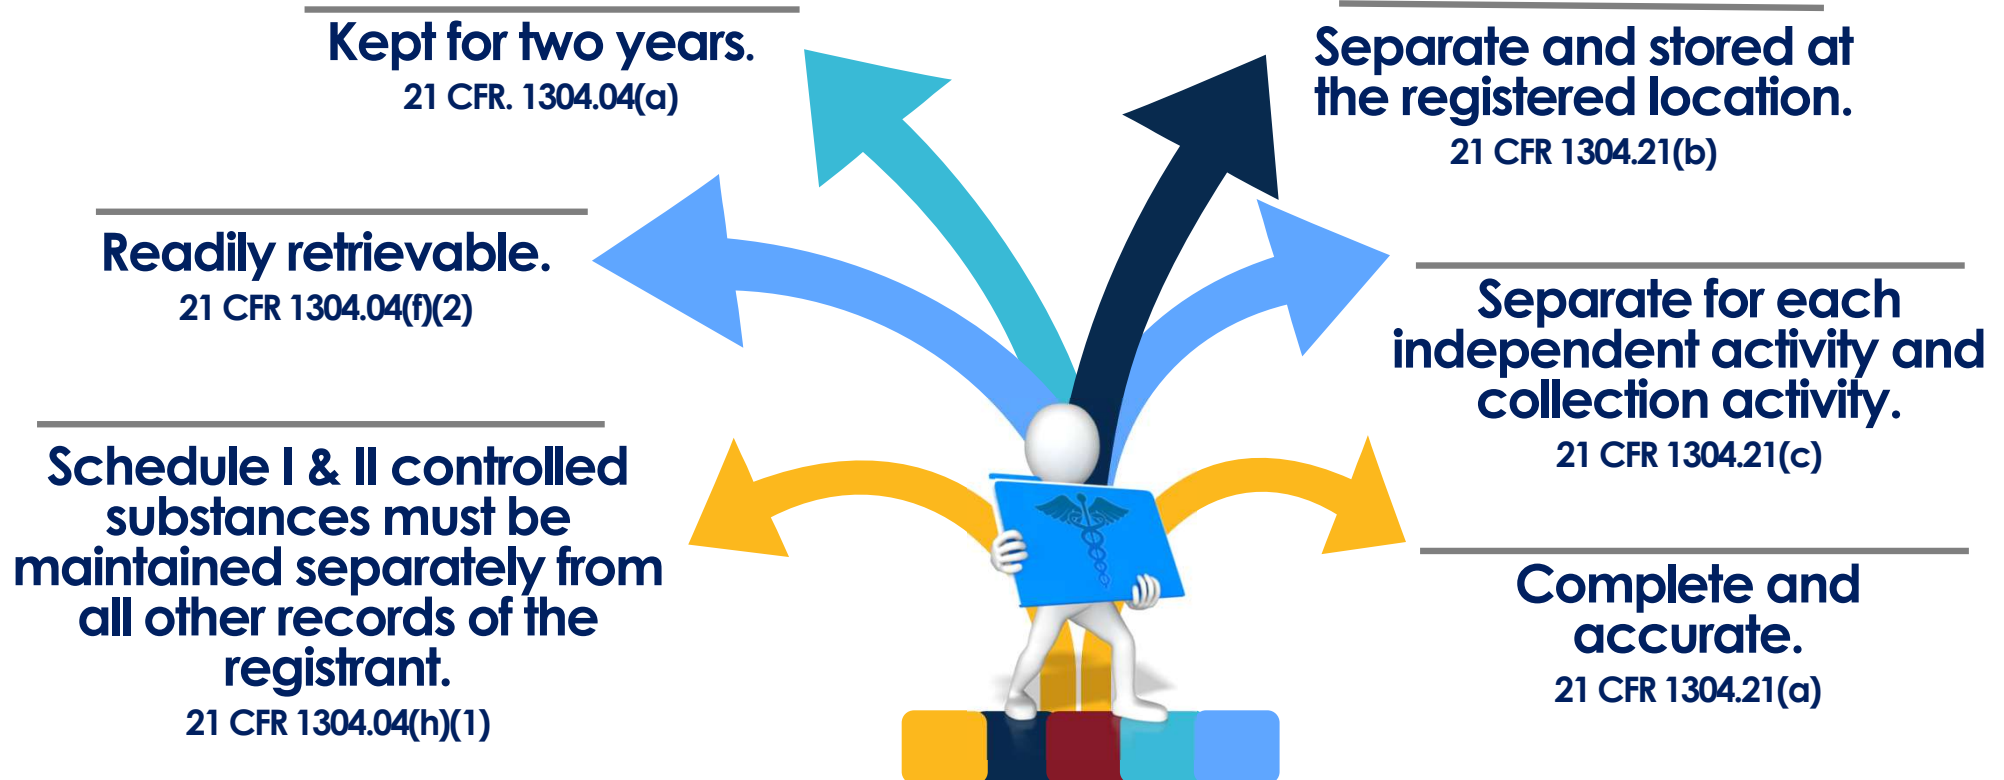 Kept for two years.
21 CFR. 1304.04(a)
Readily retrievable.
21 CFR 1304.04(f)(2)
Schedule I & II controlled
substances must be
maintained separately from
all other records of the
registrant.
21 CFR 1304.04(h)(1)
Separate and stored at
the registered location.
21 CFR 1304.21(b)
Separate for each
independent activity and
collection activity.
21 CFR 1304.21(c)
Complete and
accurate.
21 CFR 1304.21(a)